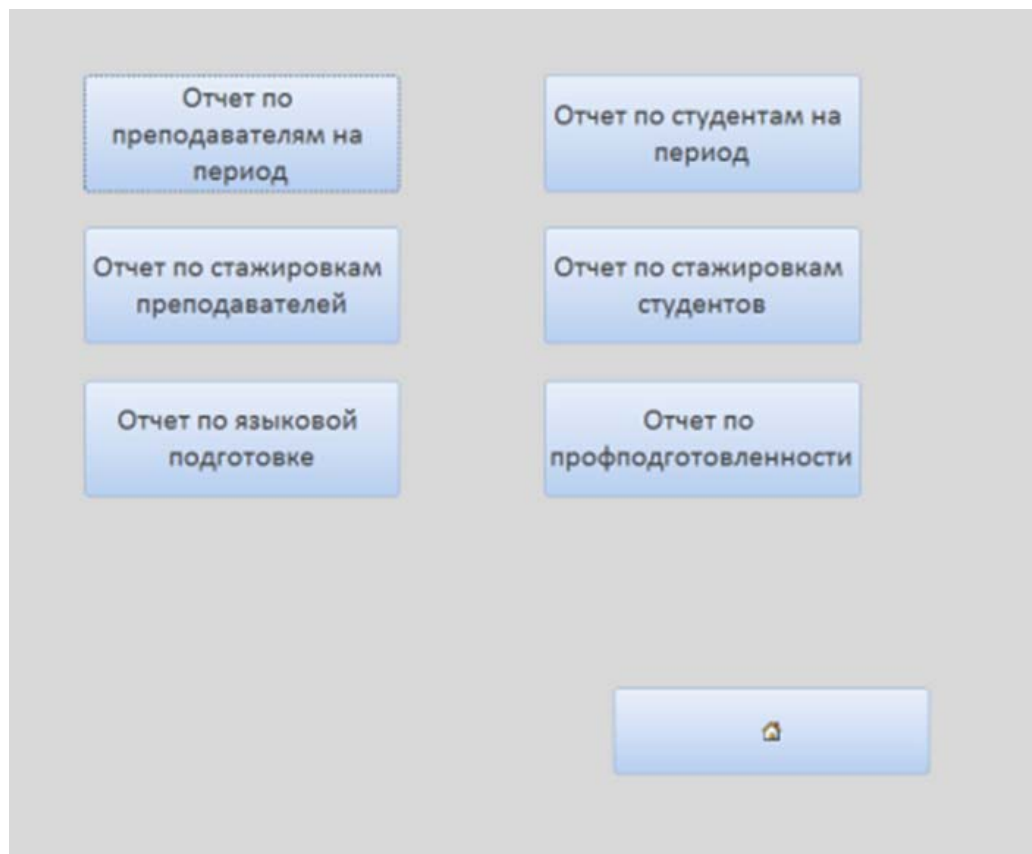 Отчет по
преподавателям на
период
Отчет по студентам на
период
Отчет по стажировкам
преподавателей
Отчет по стажировкам
студентов
Отчет по языковой
подготовке
Отчет по
профподготовленности